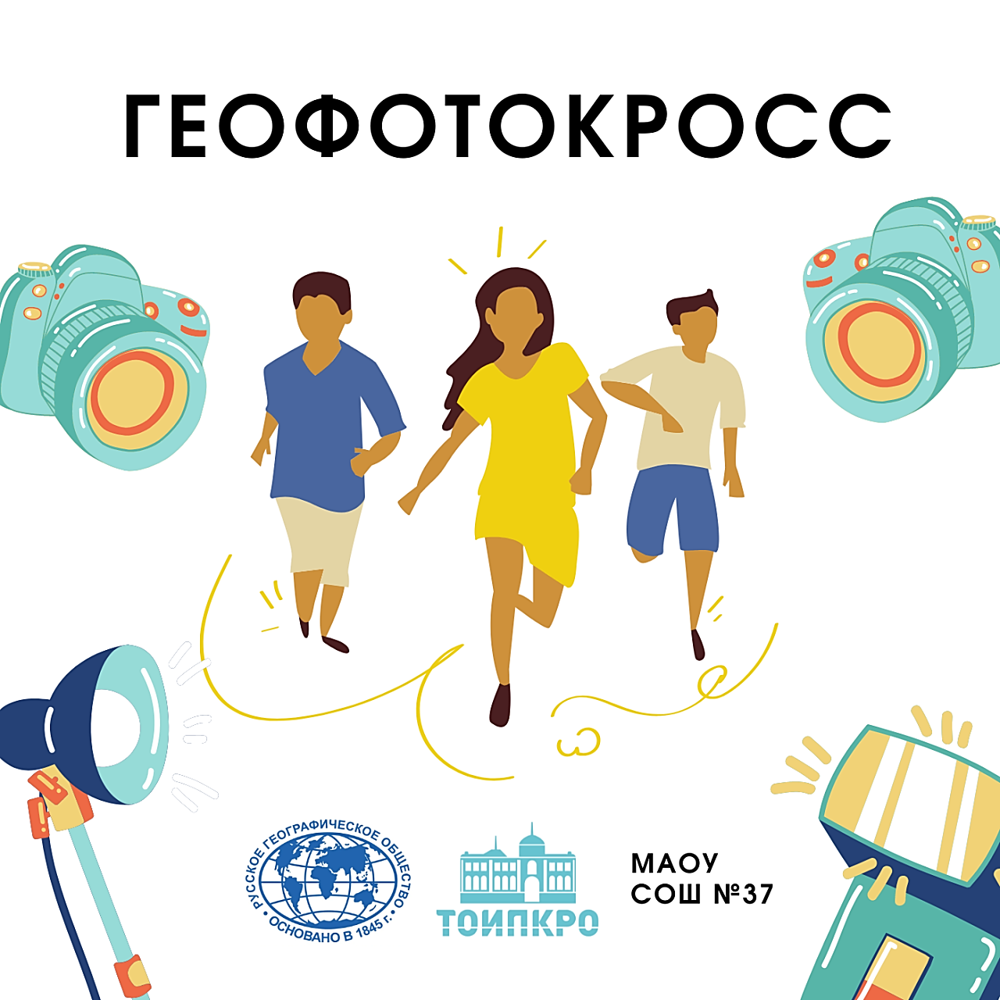 ГЕОФОТОКРОСС
РУССКОЕ ГЕОГРАФИЧЕСКОЕ ОБЩЕСТВО
• ОСНОВАНО В 1845 г. •
ТОИПКРО
МАОУ
СОШ №37